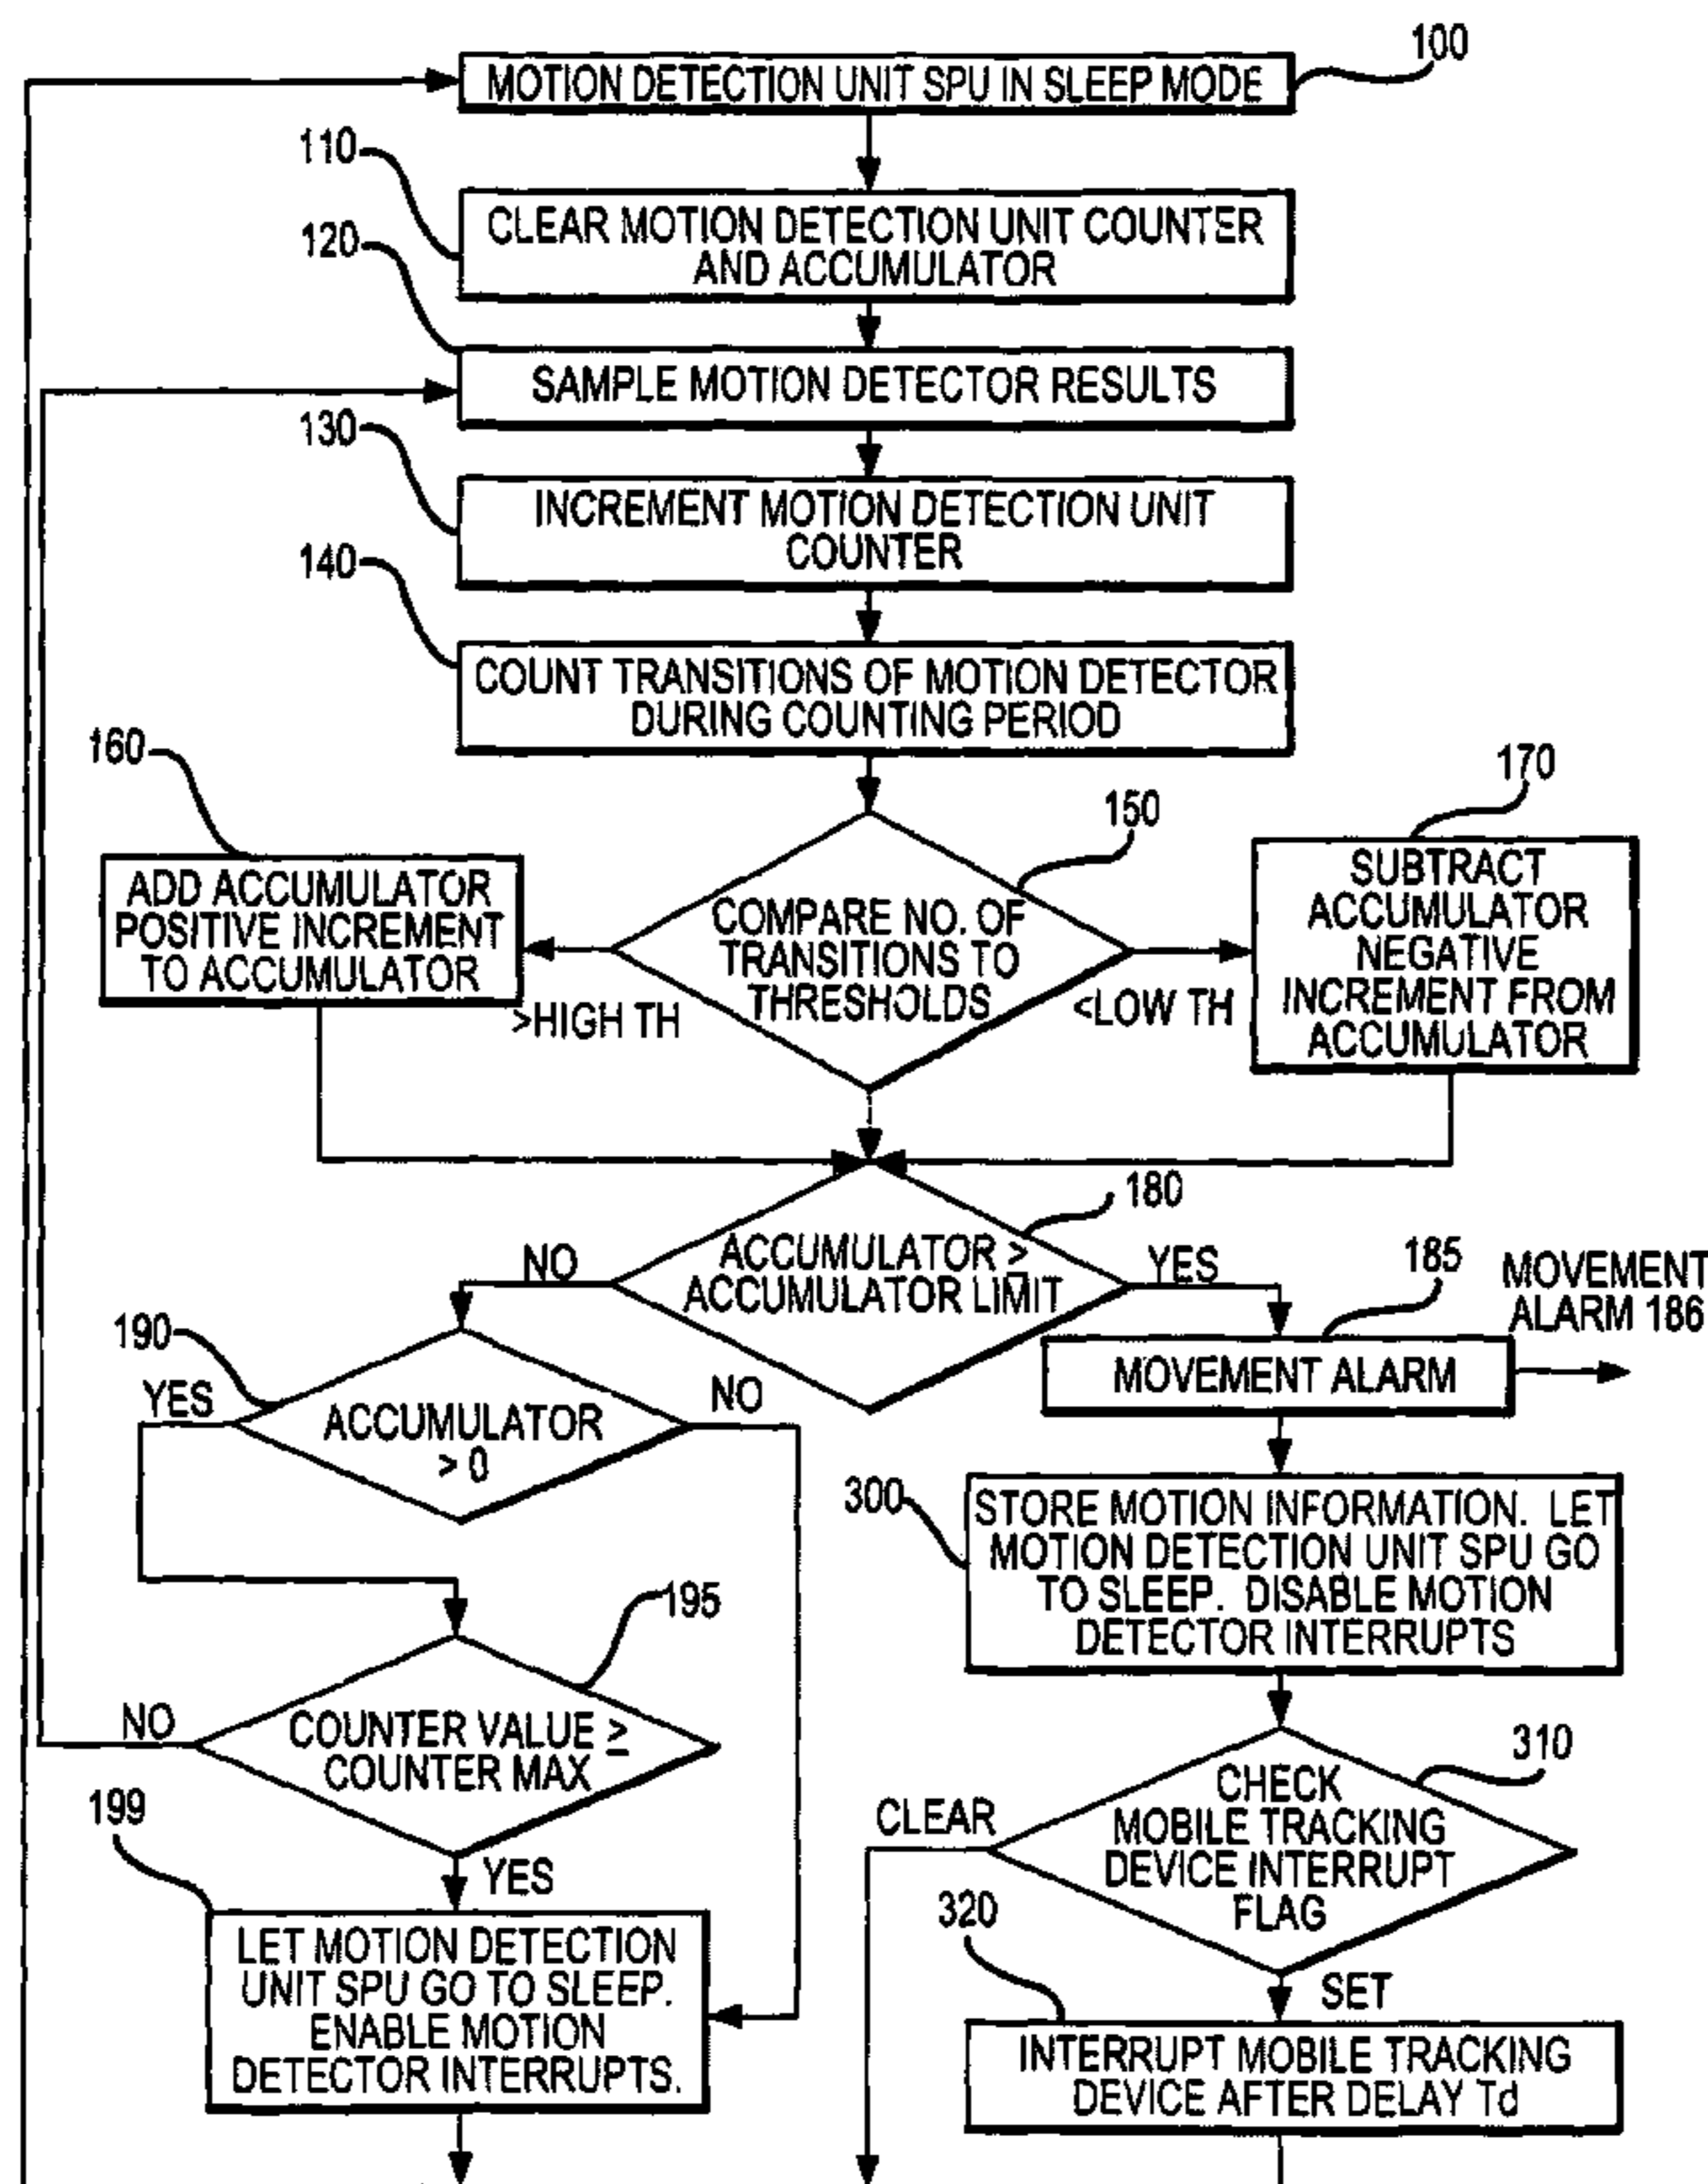 100
MOTION DETECTION UNIT SPU IN SLEEP MODE
110
CLEAR MOTION DETECTION UNIT COUNTER
AND ACCUMULATOR
120
SAMPLE MOTION DETECTOR RESULTS
130
INCREMENT MOTION DETECTION UNIT
COUNTER
140
COUNT TRANSITIONS OF MOTION DETECTOR
DURING COUNTING PERIOD
160
ADD ACCUMULATOR
POSITIVE INCREMENT
TO ACCUMULATOR
150
COMPARE NO. OF
TRANSITIONS TO
THRESHOLDS
>HIGH TH
<LOW TH
170
SUBTRACT
ACCUMULATOR
NEGATIVE
INCREMENT FROM
ACCUMULATOR
180
ACCUMULATOR ≥
ACCUMULATOR LIMIT
NO
YES
185
MOVEMENT
ALARM 186
MOVEMENT ALARM
190
YES
NO
ACCUMULATOR
> 0
300
STORE MOTION INFORMATION. LET
MOTION DETECTION UNIT SPU GO
TO SLEEP. DISABLE MOTION
DETECTOR INTERRUPTS
195
NO
COUNTER VALUE ≥
COUNTER MAX
YES
310
CHECK
MOBILE TRACKING
DEVICE INTERRUPT
FLAG
CLEAR
SET
199
LET MOTION DETECTION
UNIT SPU GO TO SLEEP.
ENABLE MOTION
DETECTOR INTERRUPTS.
320
INTERRUPT MOBILE TRACKING
DEVICE AFTER DELAY Td